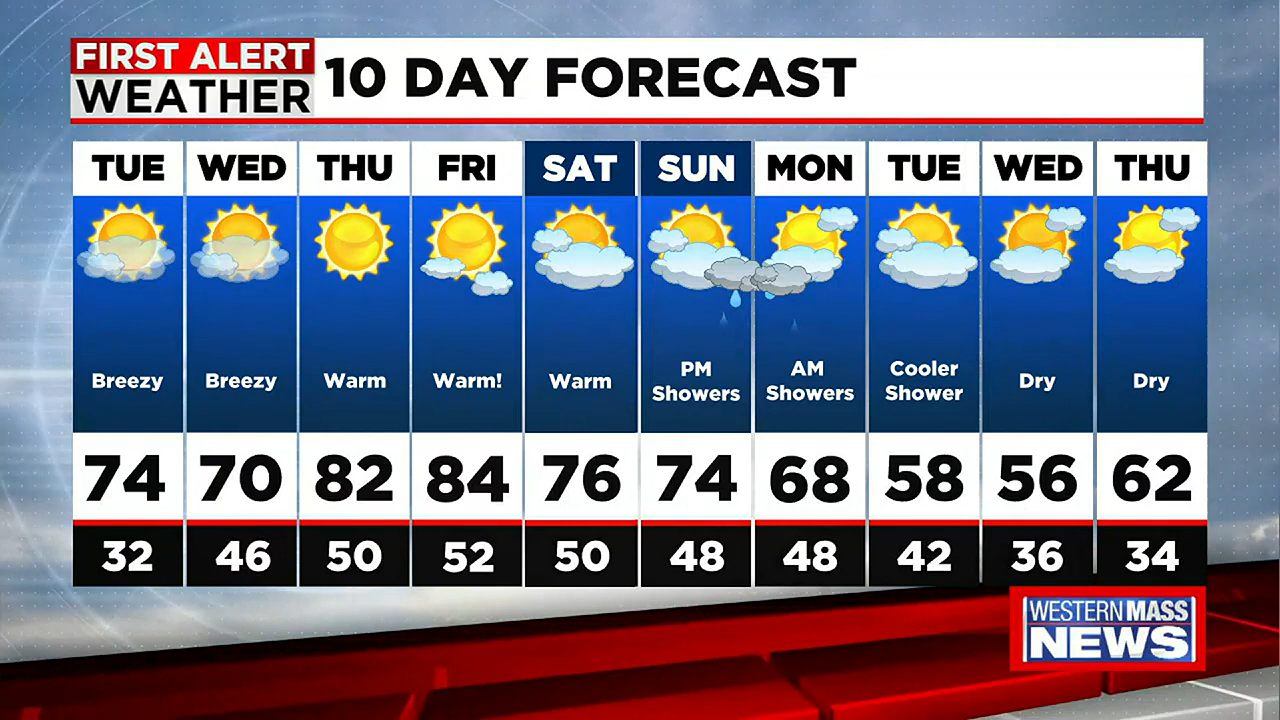 FIRST ALERT
WEATHER
10 DAY FORECAST
TUE WED THU FRI SAT SUN MON TUE WED THU
Breezy Breezy Warm Warm! Warm PM Showers AM Showers Cooler Shower Dry Dry
74 70 82 84 76 74 68 58 56 62
32 46 50 52 50 48 48 42 36 34
WESTERN MASS
NEWS